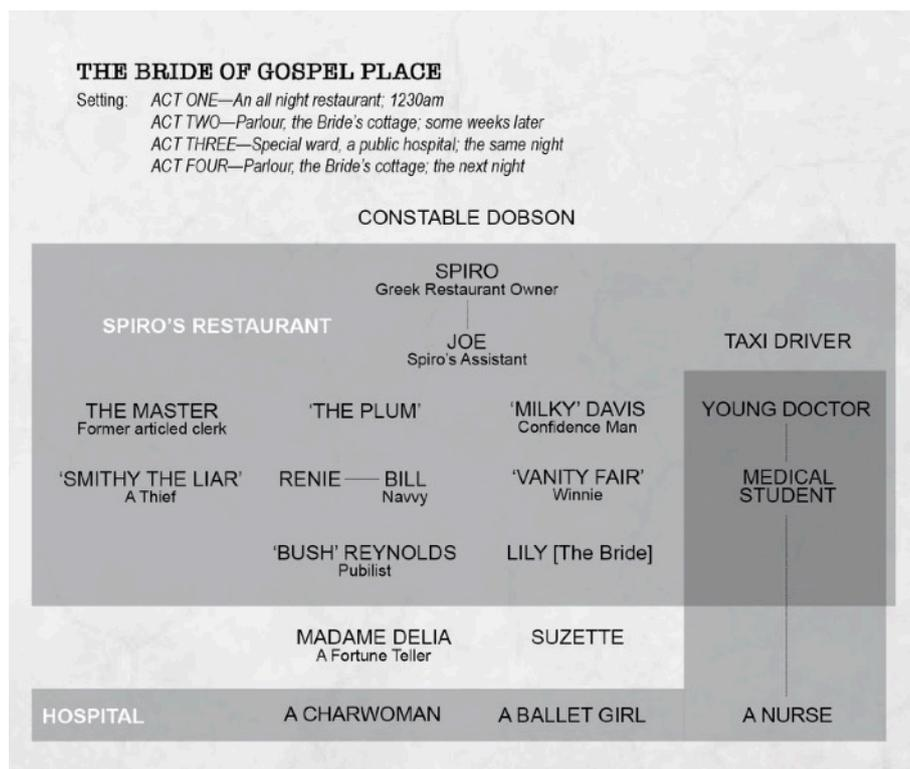 THE BRIDE OF GOSPEL PLACE
Setting: ACT ONE—An all night restaurant; 1230am
ACT TWO—Parlour, the Bride's cottage; some weeks later
ACT THREE—Special ward, a public hospital; the same night
ACT FOUR—Parlour, the Bride's cottage; the next night
CONSTABLE DOBSON
SPIRO
Greek Restaurant Owner
SPIRO'S RESTAURANT
JOE
Spiro's Assistant
TAXI DRIVER
THE MASTER
Former articled clerk
'THE PLUM'
'MILKY' DAVIS
Confidence Man
YOUNG DOCTOR
'SMITHY THE LIAR'
A Thief
RENIE
BILL
Navvy
'VANITY FAIR'
Winnie
MEDICAL
STUDENT
'BUSH' REYNOLDS
Pubilist
LILY [The Bride]
MADAME DELIA
A Fortune Teller
SUZETTE
HOSPITAL
A CHARWOMAN
A BALLET GIRL
A NURSE